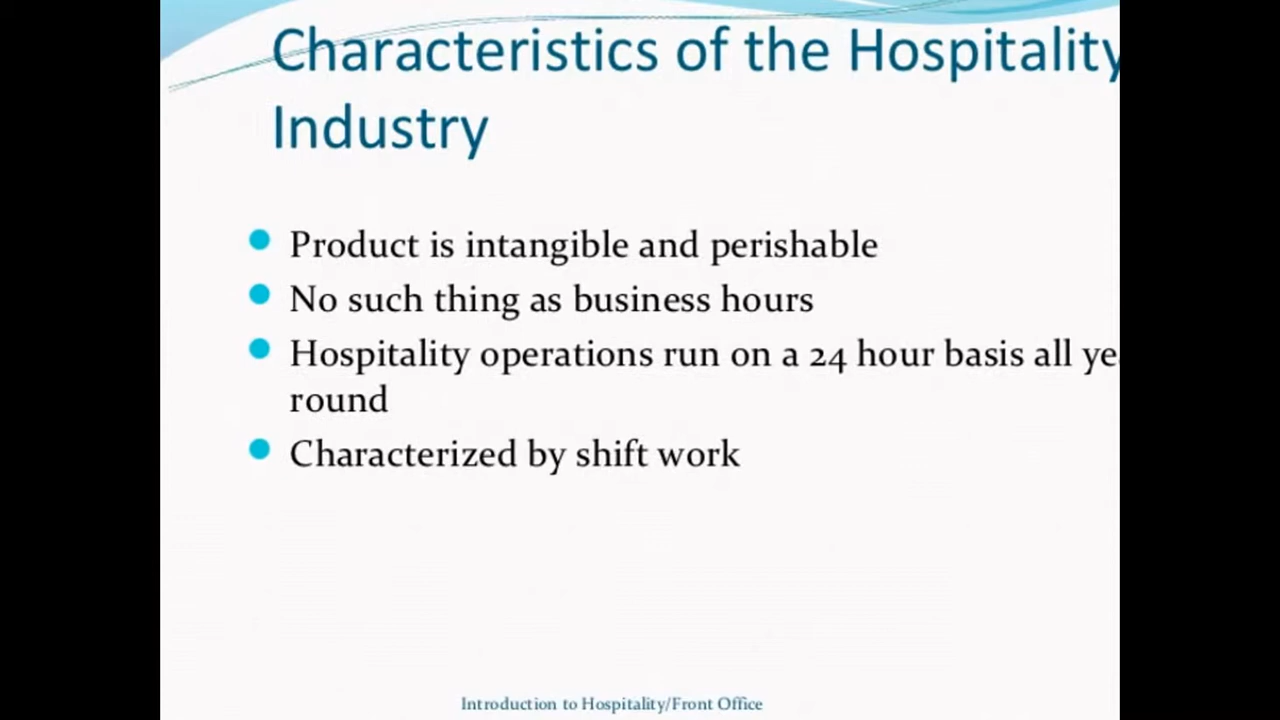 Characteristics of the Hospitality
Industry
Product is intangible and perishable
No such thing as business hours
Hospitality operations run on a 24 hour basis all ye
round
Characterized by shift work
Introduction to Hospitality/Front Office